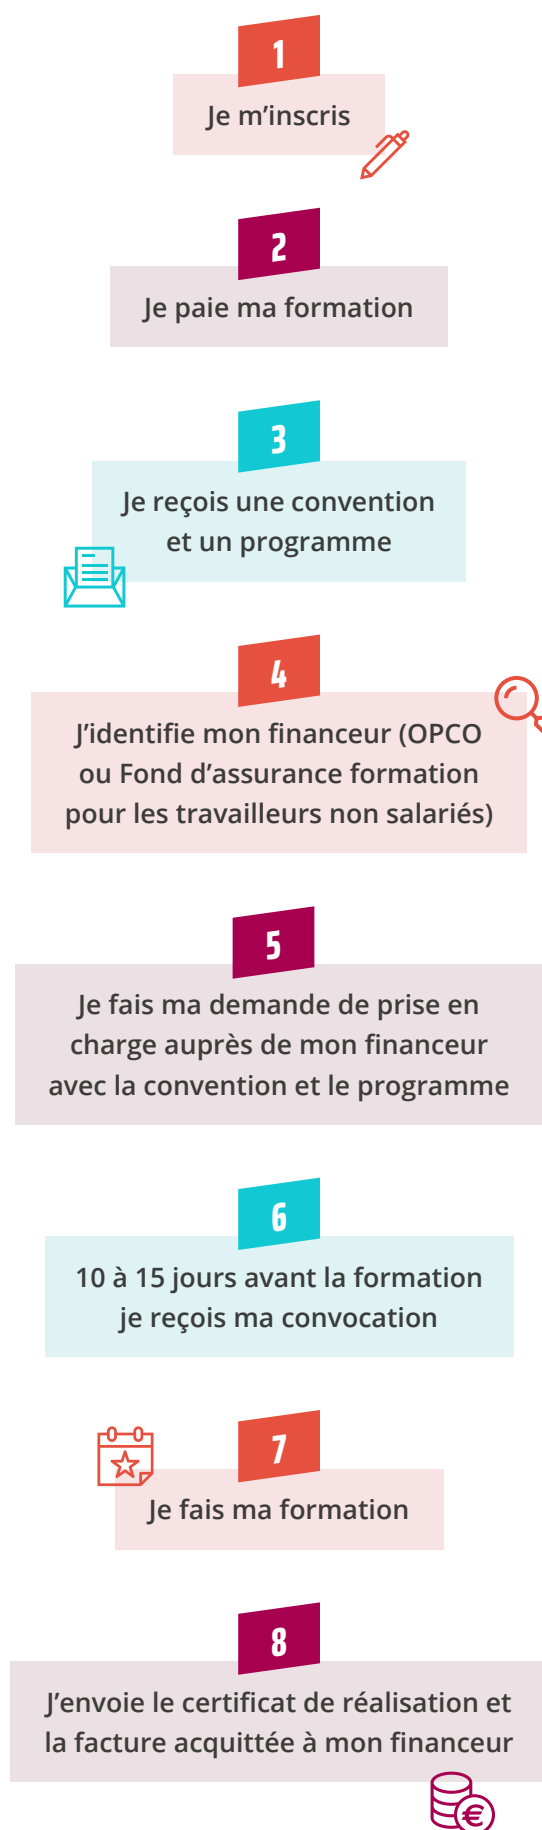 1
Je m’inscris
2
Je paie ma formation
3
Je reçois une convention
et un programme
4
J’identifie mon financeur (OPCO
ou Fond d’assurance formation
pour les travailleurs non salariés)
5
Je fais ma demande de prise en
charge auprès de mon financeur
avec la convention et le programme
6
10 à 15 jours avant la formation
je reçois ma convocation
7
Je fais ma formation
8
J’envoie le certificat de réalisation et
la facture acquittée à mon financeur
€